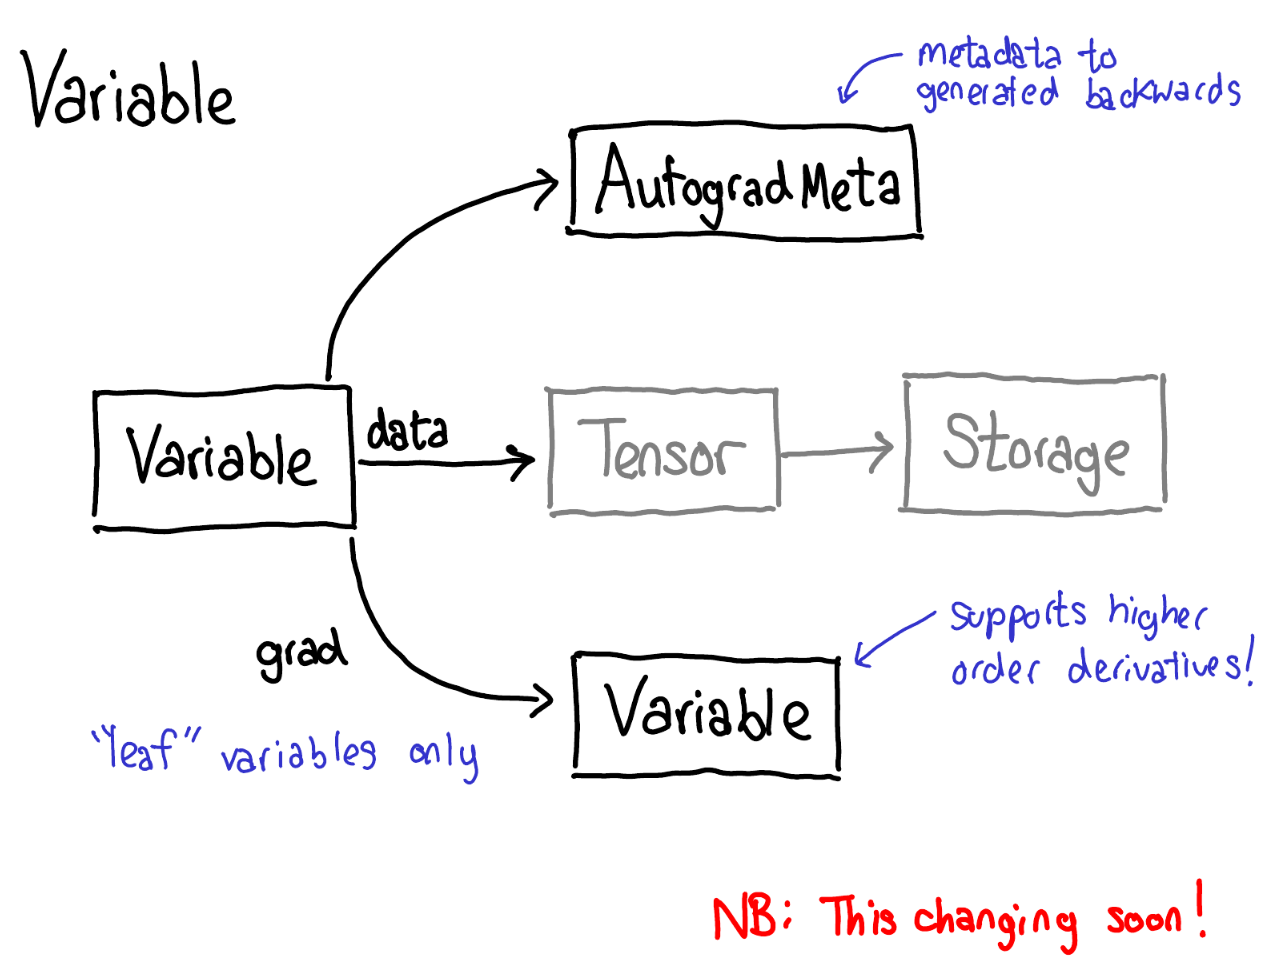 Variable
metadata to
generated backwards
AutogradMeta
Variable
data
Tensor
Storage
grad
"leaf" variables only
Variable
supports higher
order derivatives!
NB: This changing soon!